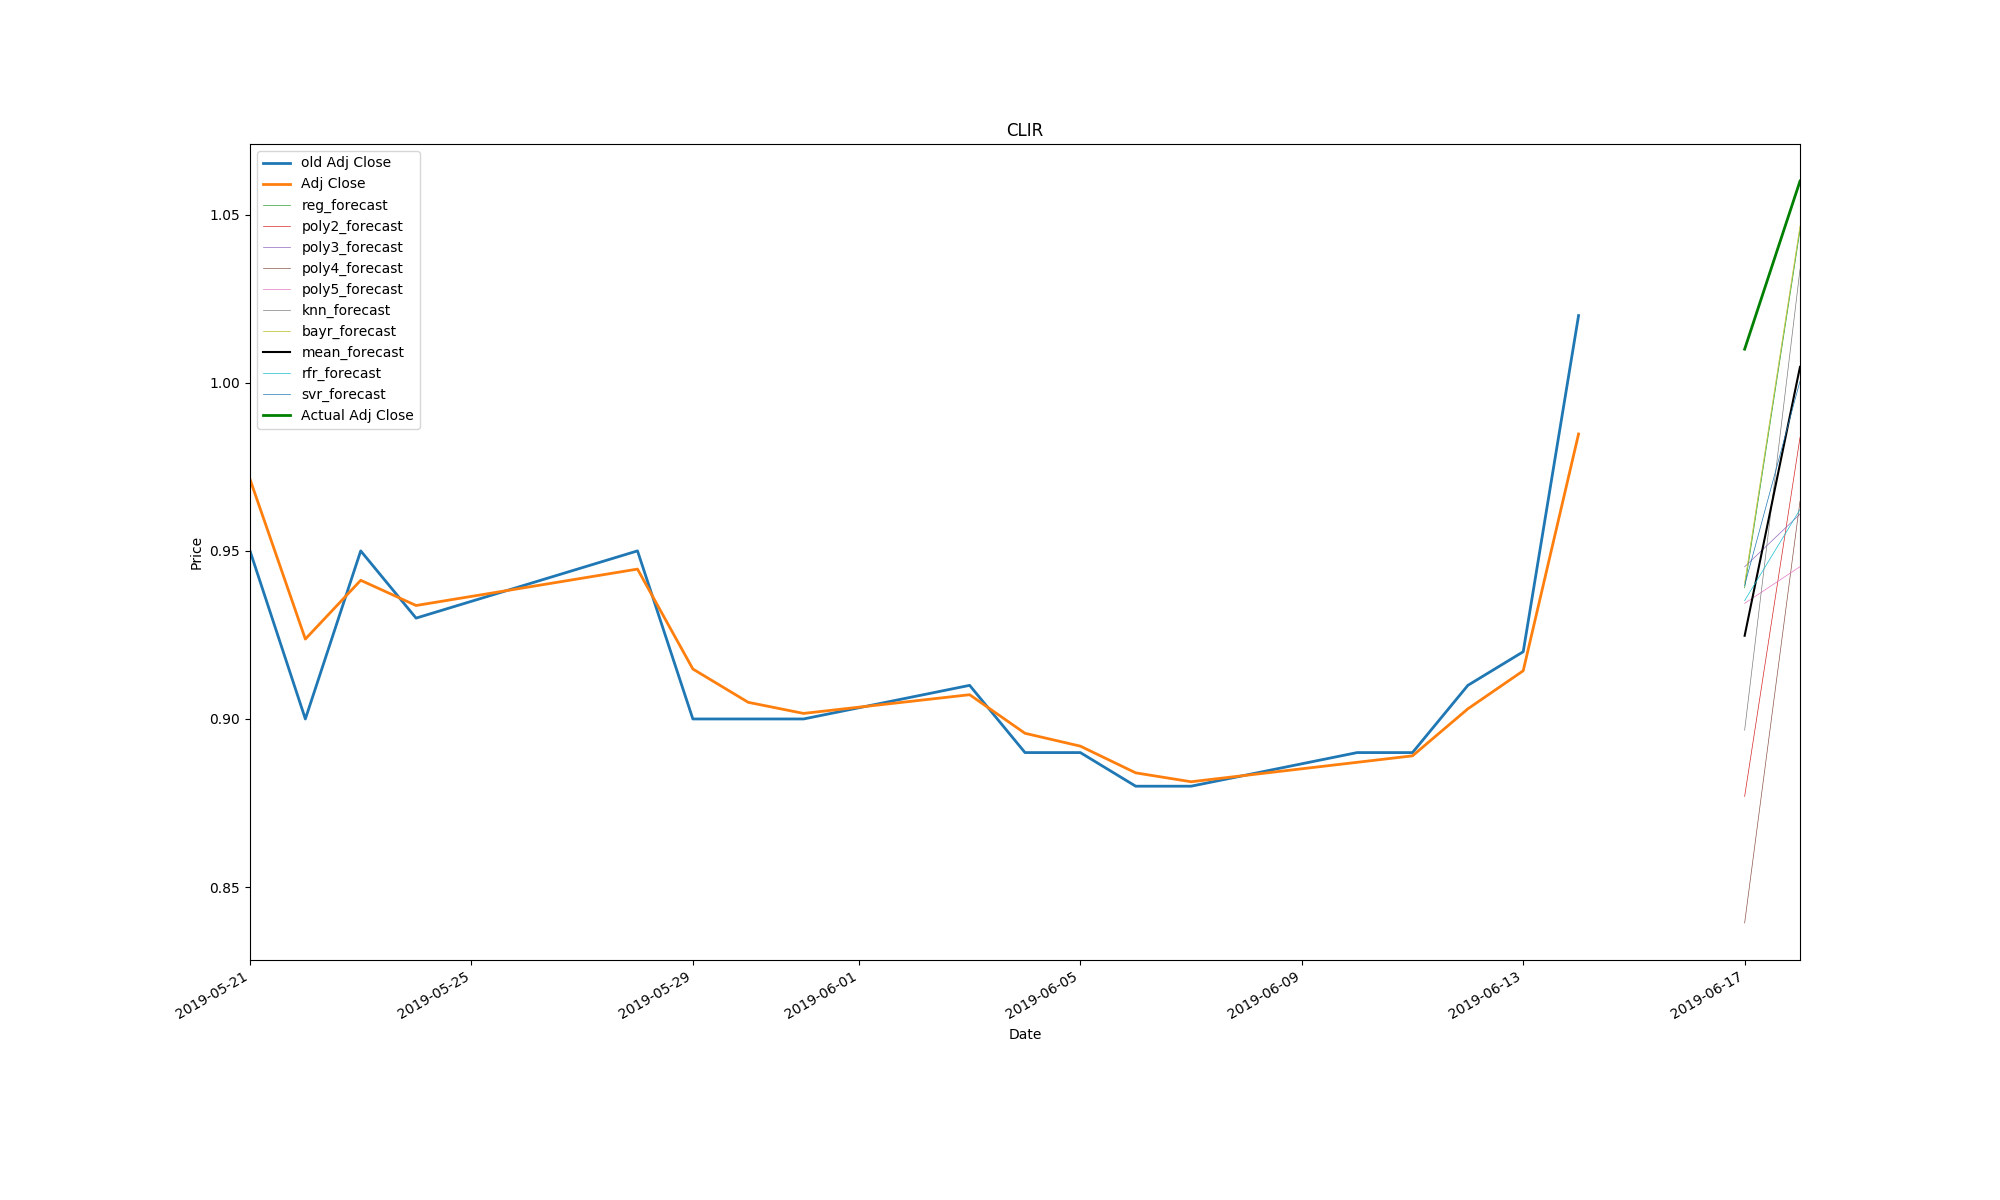 CLIR
old Adj Close
Adj Close
reg_forecast
poly2_forecast
poly3_forecast
poly4_forecast
poly5_forecast
knn_forecast
bayr_forecast
mean_forecast
rfr_forecast
svr_forecast
Actual Adj Close
1.05
1.00
0.95
0.90
0.85
Price
2019-05-21
2019-05-25
2019-05-29
2019-06-01
2019-06-05
2019-06-09
2019-06-13
2019-06-17
Date